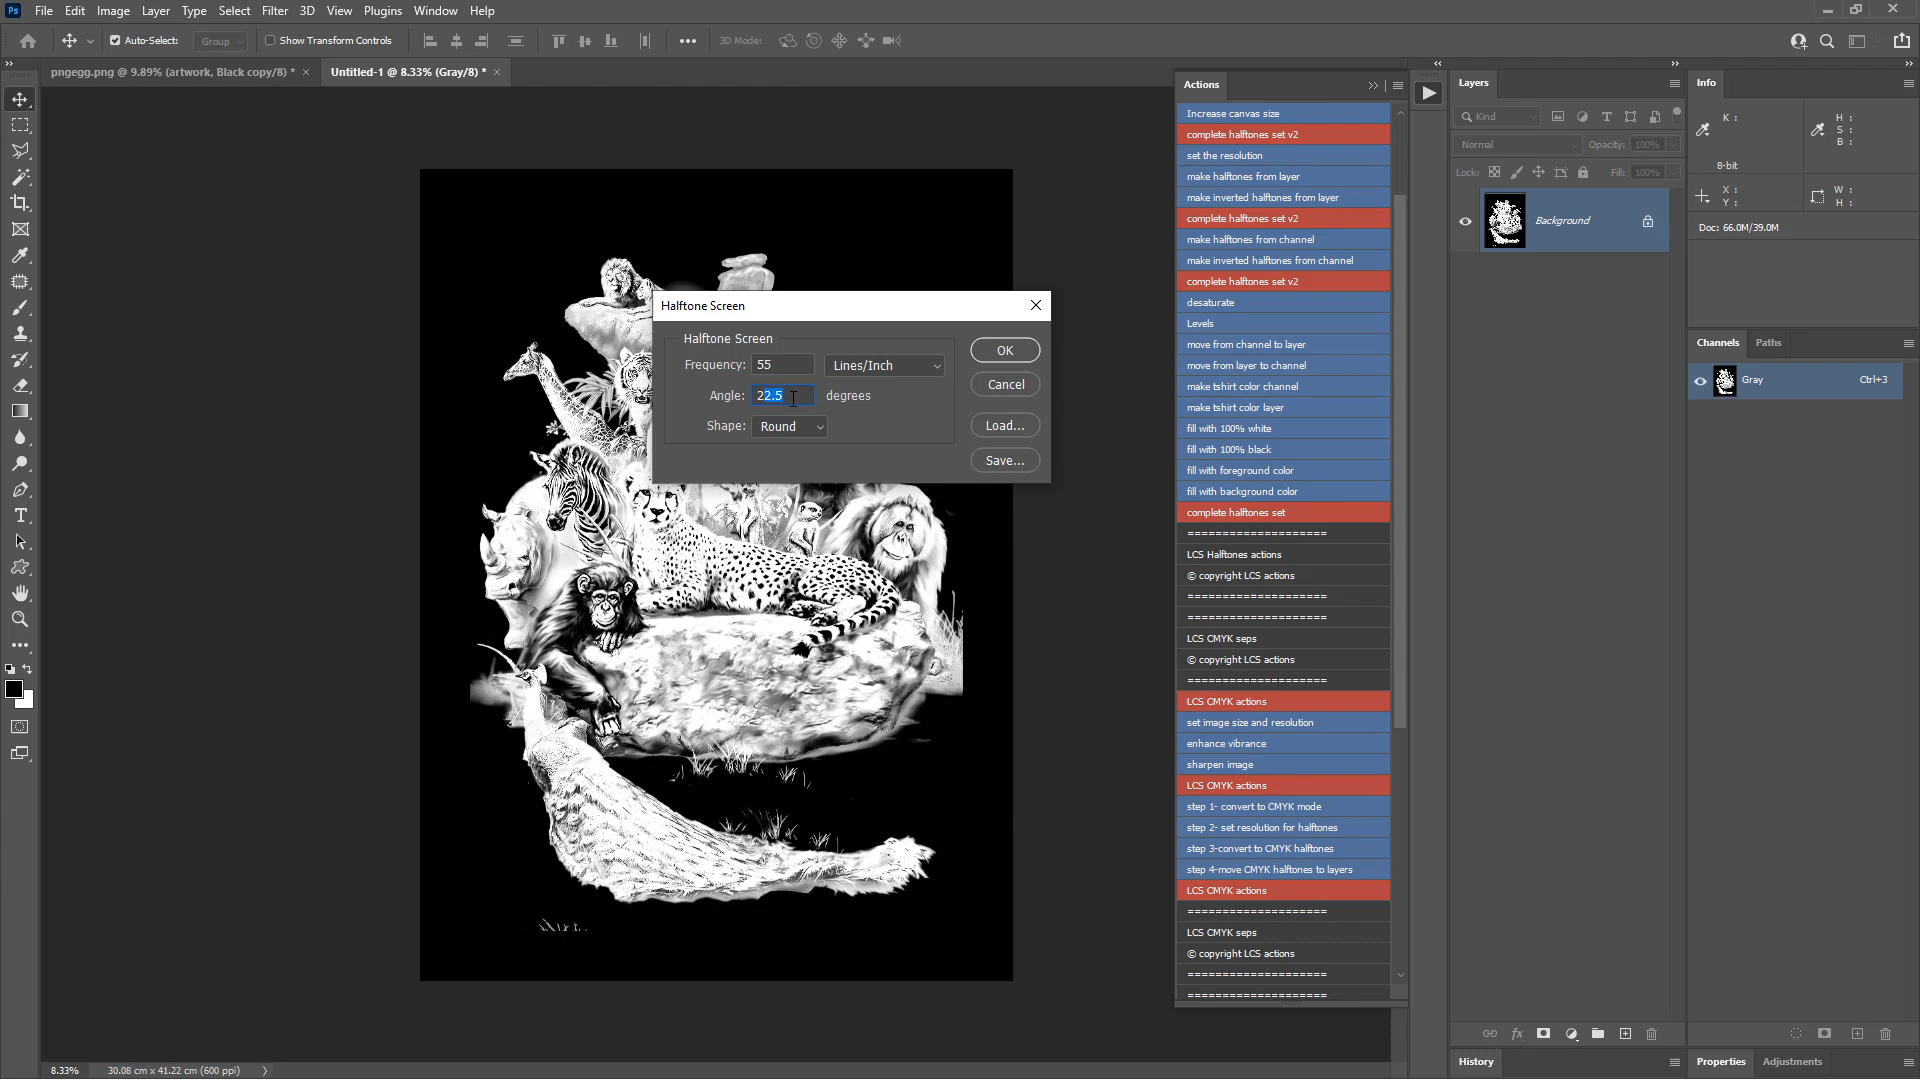 Ps File Edit Image Layer Type Select Filter 3D View Plugins Window Help
Auto-Select: Group Show Transform Controls 3D Mode:
pngegg.png @ 9.89% (artwork, Black copy/8) * Untitled-1 @ 8.33% (Gray/8) *
Halftone Screen
Halftone Screen
Frequency: 55 Lines/Inch
Angle: 22.5 degrees
Shape: Round
OK
Cancel
Load...
Save...
Actions
Increase canvas size
complete halftones set v2
set the resolution
make halftones from layer
make inverted halftones from layer
complete halftones set v2
make halftones from channel
make inverted halftones from channel
complete halftones set v2
desaturate
Levels
move from channel to layer
move from layer to channel
make tshirt color channel
make tshirt color layer
fill with 100% white
fill with 100% black
fill with foreground color
fill with background color
complete halftones set
====================
LCS Halftones actions
© copyright LCS actions
====================
====================
LCS CMYK seps
© copyright LCS actions
====================
LCS CMYK actions
set image size and resolution
enhance vibrance
sharpen image
LCS CMYK actions
step 1- convert to CMYK mode
step 2- set resolution for halftones
step 3-convert to CMYK halftones
step 4-move CMYK halftones to layers
LCS CMYK actions
====================
LCS CMYK seps
© copyright LCS actions
====================
====================
Layers
Kind
Normal Opacity: 100%
Lock: Fill: 100%
Background
fx
History
Info
K :
H :
S :
B :
8-bit
X :
Y :
W :
H :
Doc: 66.0M/39.0M
Channels Paths
Gray Ctrl+3
Properties Adjustments
8.33% 30.08 cm x 41.22 cm (600 ppi)